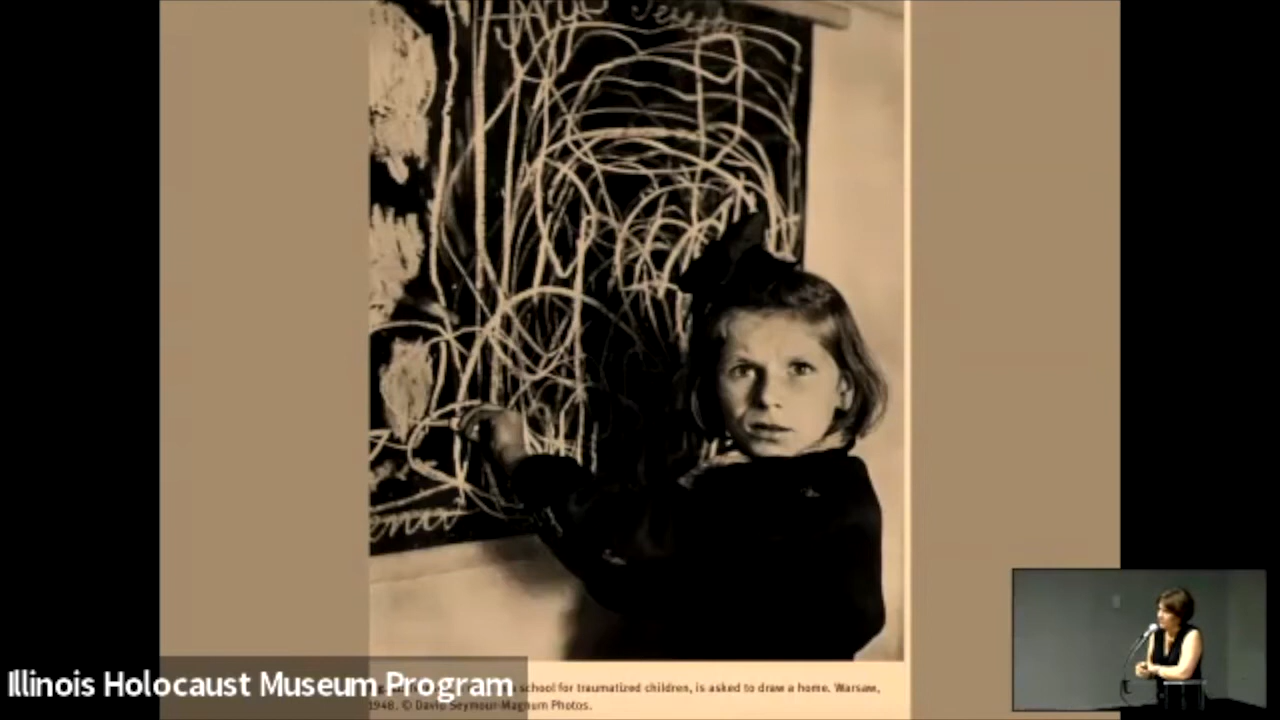 Illinois Holocaust Museum Program
school for traumatized children, is asked to draw a home. Warsaw,
1948. © David Seymour-Magnum Photos.